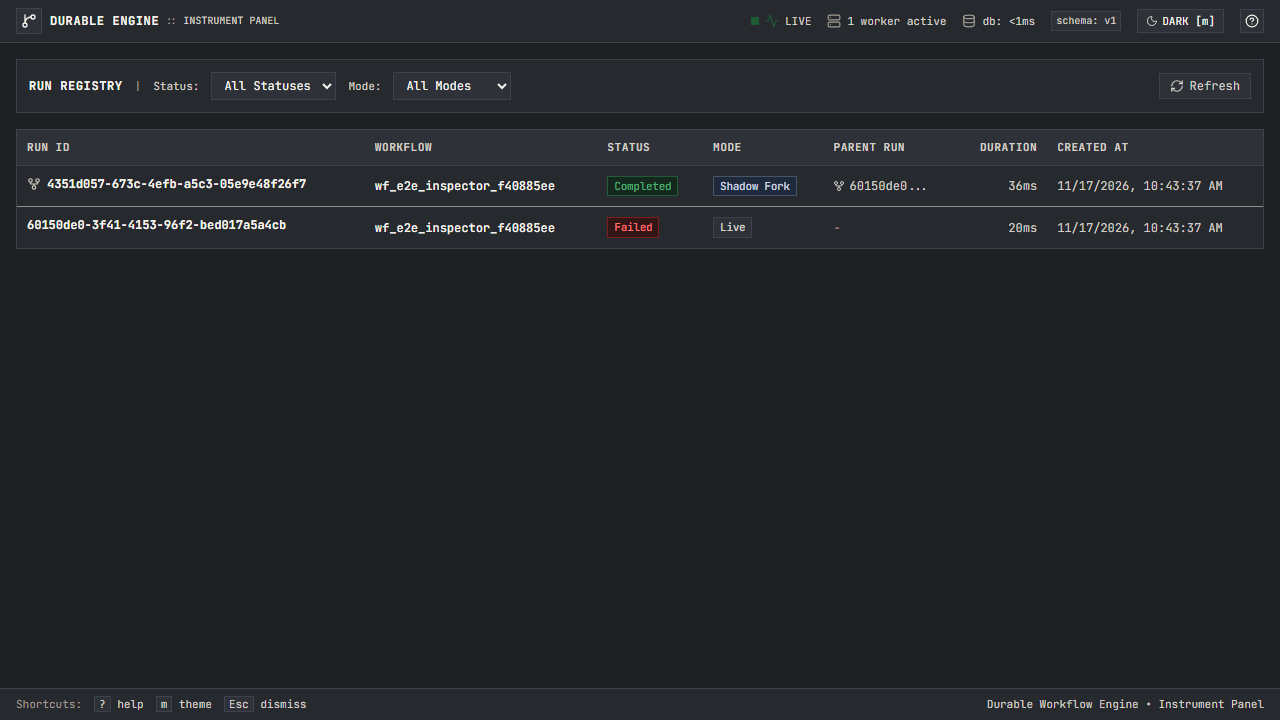 DURABLE ENGINE :: INSTRUMENT PANEL LIVE 1 worker active db: <1ms schema: v1 DARK [m]
RUN REGISTRY | Status: All Statuses Mode: All Modes Refresh
RUN ID WORKFLOW STATUS MODE PARENT RUN DURATION CREATED AT
4351d057-673c-4efb-a5c3-05e9e48f26f7 wf_e2e_inspector_f40885ee Completed Shadow Fork 60150de0... 36ms 11/17/2026, 10:43:37 AM
60150de0-3f41-4153-96f2-bed017a5a4cb wf_e2e_inspector_f40885ee Failed Live - 20ms 11/17/2026, 10:43:37 AM
Shortcuts: ? help m theme Esc dismiss Durable Workflow Engine • Instrument Panel